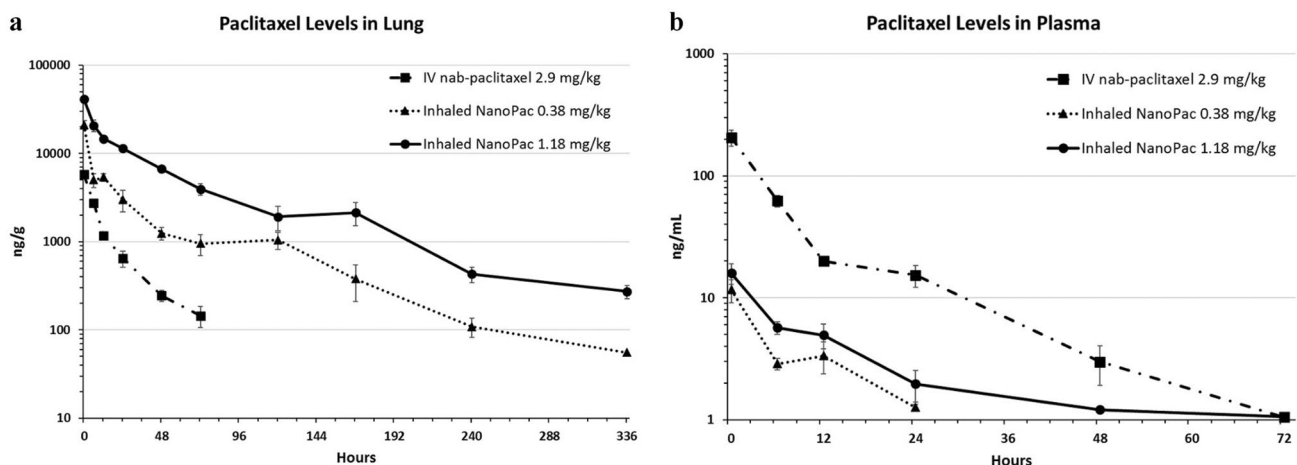 a
Paclitaxel Levels in Lung
100000
10000
1000
100
10
ng/g
IV nab-paclitaxel 2.9 mg/kg
Inhaled NanoPac 0.38 mg/kg
Inhaled NanoPac 1.18 mg/kg
0 48 96 144 192 240 288 336
Hours
b
Paclitaxel Levels in Plasma
1000
100
10
1
ng/mL
IV nab-paclitaxel 2.9 mg/kg
Inhaled NanoPac 0.38 mg/kg
Inhaled NanoPac 1.18 mg/kg
0 12 24 36 48 60 72
Hours